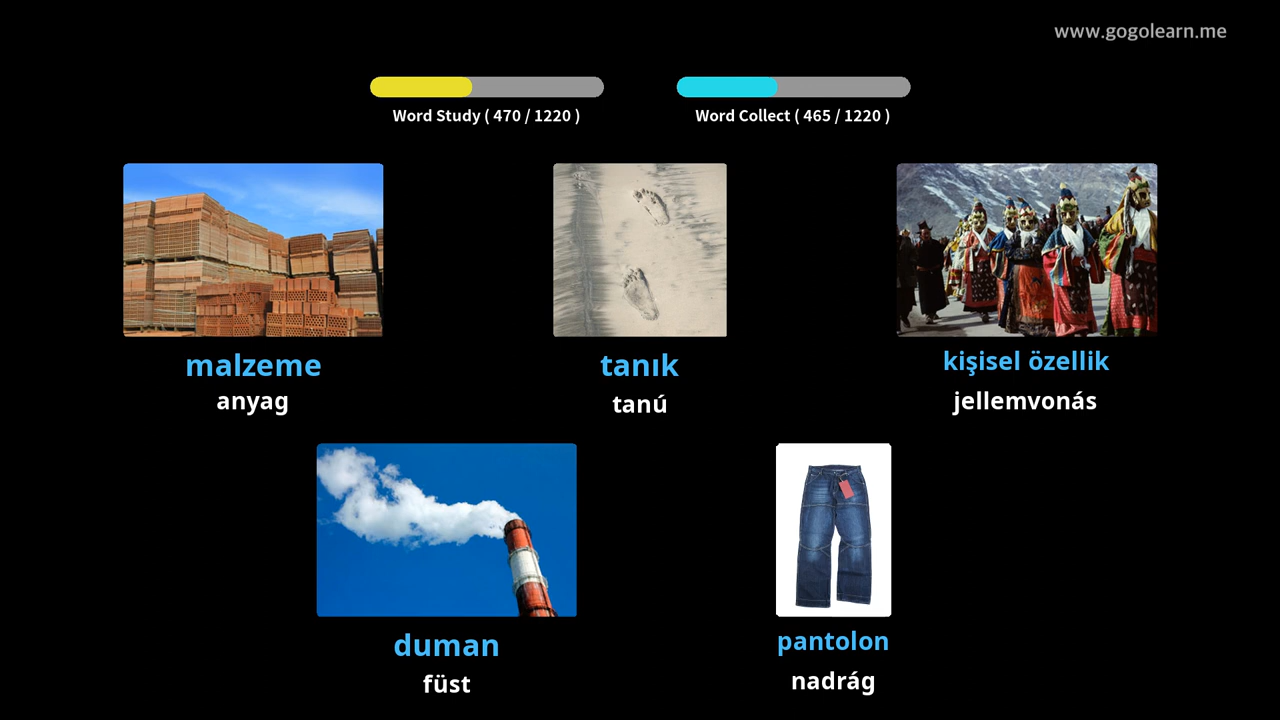 www.gogolearn.me
Word Study ( 470 / 1220 )
Word Collect ( 465 / 1220 )
malzeme
anyag
tanık
tanú
kişisel özellik
jellemvonás
duman
füst
pantolon
nadrág